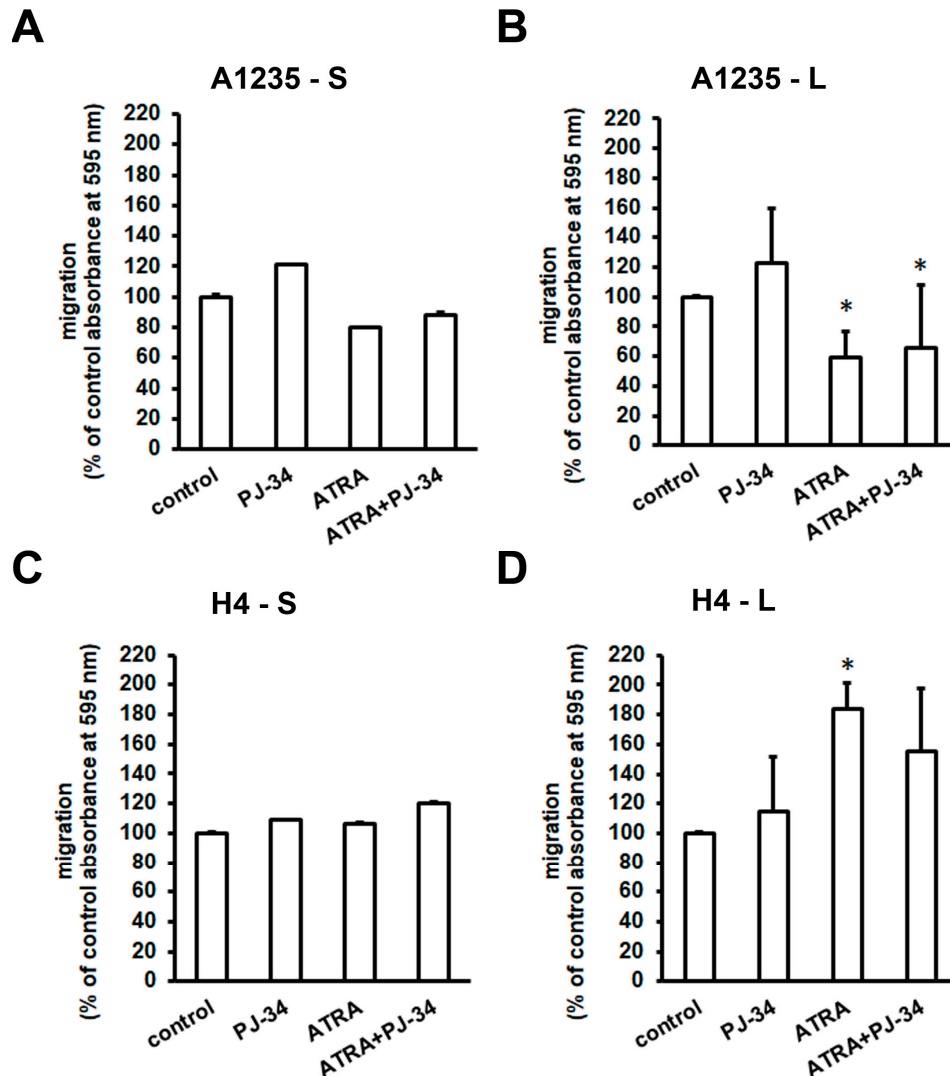 A
A1235 - S
migration
(% of control absorbance at 595 nm)
220
200
180
160
140
120
100
80
60
40
20
0
control
PJ-34
ATRA
ATRA+PJ-34
B
A1235 - L
migration
(% of control absorbance at 595 nm)
220
200
180
160
140
120
100
80
60
40
20
0
*
*
control
PJ-34
ATRA
ATRA+PJ-34
C
H4 - S
migration
(% of control absorbance at 595 nm)
220
200
180
160
140
120
100
80
60
40
20
0
control
PJ-34
ATRA
ATRA+PJ-34
D
H4 - L
migration
(% of control absorbance at 595 nm)
220
200
180
160
140
120
100
80
60
40
20
0
*
control
PJ-34
ATRA
ATRA+PJ-34